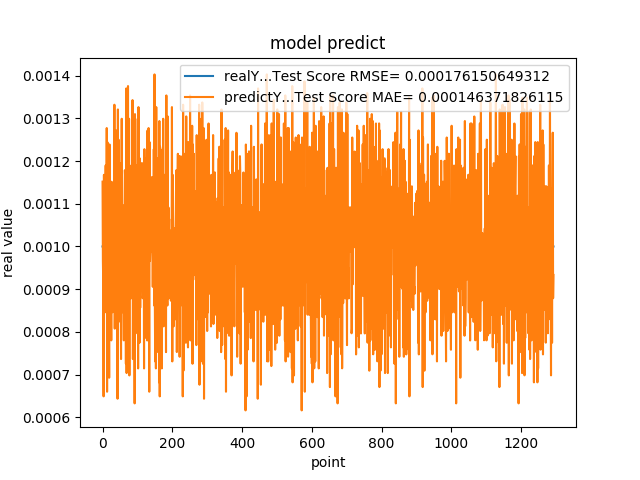 model predict
realY...Test Score RMSE= 0.000176150649312
predictY...Test Score MAE= 0.000146371826115
0.0014
0.0013
0.0012
0.0011
0.0010
0.0009
0.0008
0.0007
0.0006
real value
0 200 400 600 800 1000 1200
point